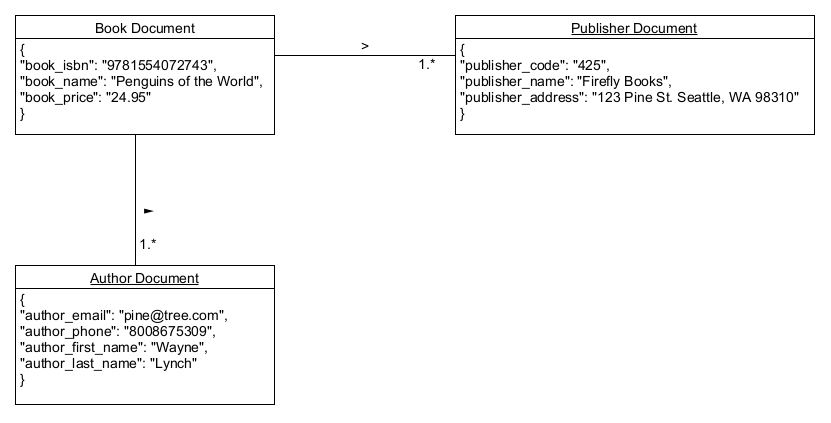 Book Document
{
"book_isbn": "9781554072743",
"book_name": "Penguins of the World",
"book_price": "24.95"
}
>
1.*
Publisher Document
{
"publisher_code": "425",
"publisher_name": "Firefly Books",
"publisher_address": "123 Pine St. Seattle, WA 98310"
}
►
1.*
Author Document
{
"author_email": "pine@tree.com",
"author_phone": "8008675309",
"author_first_name": "Wayne",
"author_last_name": "Lynch"
}